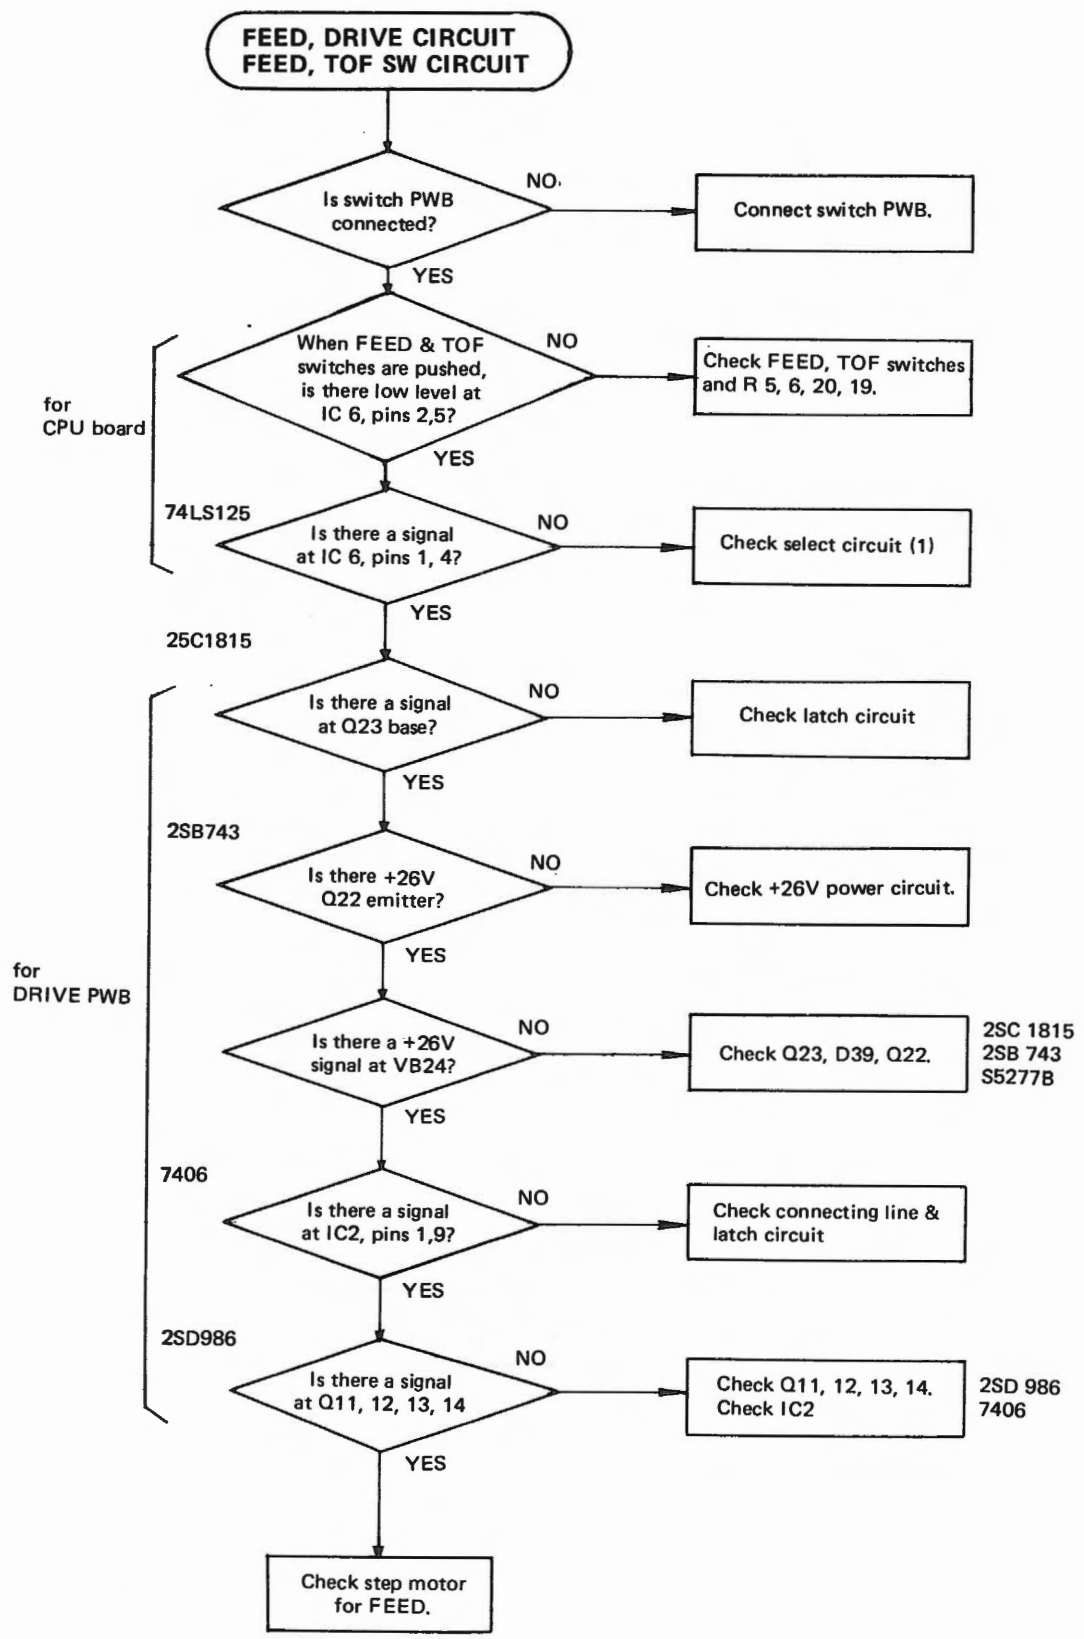 FEED, DRIVE CIRCUIT
FEED, TOF SW CIRCUIT
Is switch PWB
connected?
NO.
Connect switch PWB.
YES
When FEED & TOF
switches are pushed,
is there low level at
IC 6, pins 2,5?
NO
Check FEED, TOF switches
and R 5, 6, 20, 19.
for
CPU board
YES
74LS125
Is there a signal
at IC 6, pins 1, 4?
NO
Check select circuit (1)
YES
25C1815
Is there a signal
at Q23 base?
NO
Check latch circuit
YES
2SB743
Is there +26V
Q22 emitter?
NO
Check +26V power circuit.
YES
for
DRIVE PWB
Is there a +26V
signal at VB24?
NO
Check Q23, D39, Q22.
2SC 1815
2SB 743
S5277B
YES
7406
Is there a signal
at IC2, pins 1,9?
NO
Check connecting line &
latch circuit
YES
2SD986
Is there a signal
at Q11, 12, 13, 14
NO
Check Q11, 12, 13, 14.
Check IC2
2SD 986
7406
YES
Check step motor
for FEED.